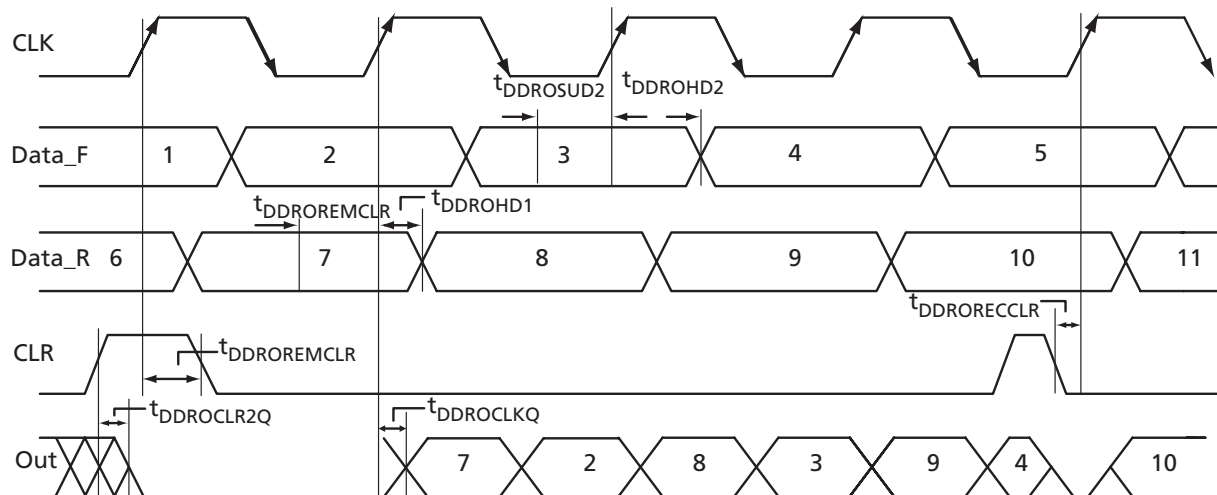 CLK
tDDROSUD2 tDDROHD2
Data_F 1 2 3 4 5
tDDROREMCLR tDDROHD1
Data_R 6 7 8 9 10 11
tDDRORECCLR
CLR
tDDROREMCLR
tDDROCLR2Q tDDROCLKQ
Out 7 2 8 3 9 4 10